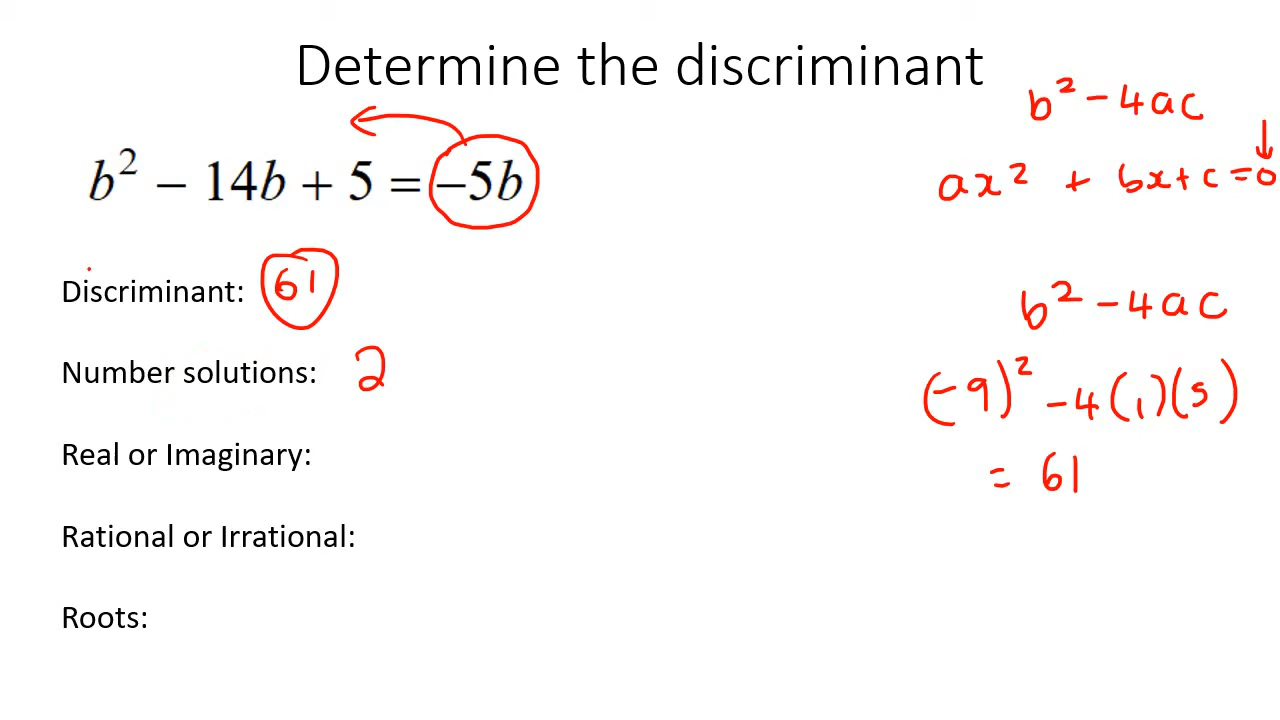 Determine the discriminant
b² − 4ac
b² − 14b + 5 = −5b
ax² + bx + c = 0
Discriminant: 61
b² − 4ac
Number solutions: 2
(−9)² − 4(1)(5)
Real or Imaginary:
= 61
Rational or Irrational:
Roots: